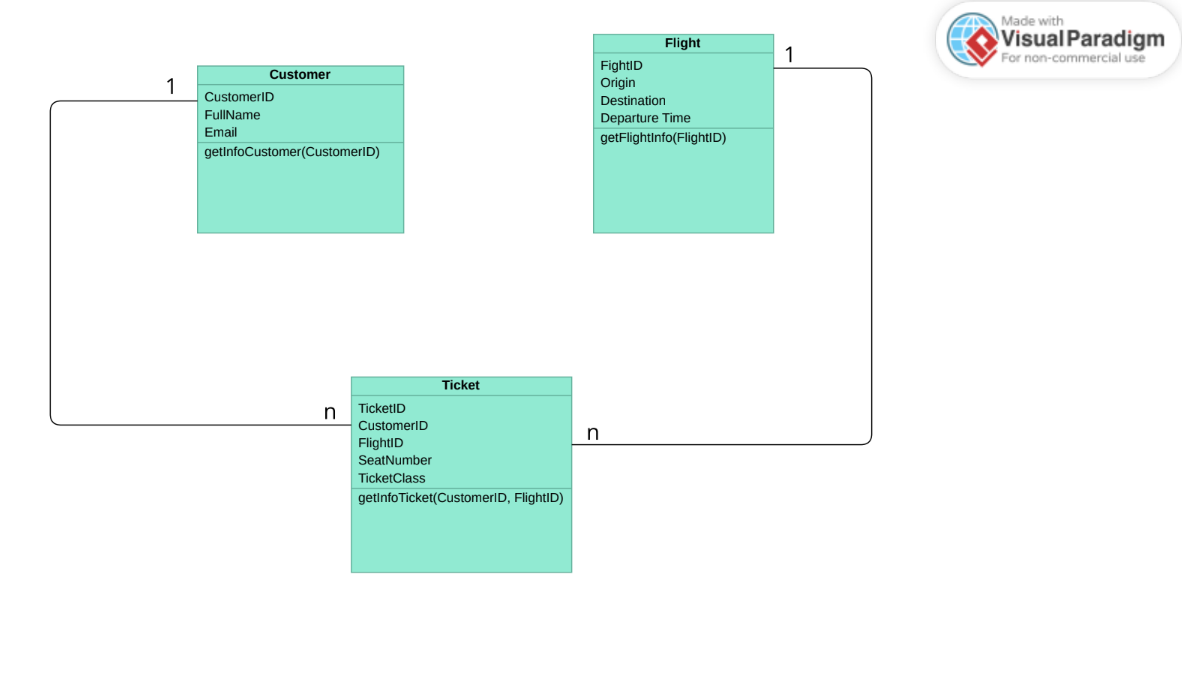 Made with
Visual Paradigm
For non-commercial use
Customer
CustomerID
FullName
Email
getInfoCustomer(CustomerID)
1
Flight
FightID
Origin
Destination
Departure Time
getFlightInfo(FlightID)
1
Ticket
TicketID
CustomerID
FlightID
SeatNumber
TicketClass
getInfoTicket(CustomerID, FlightID)
n
n